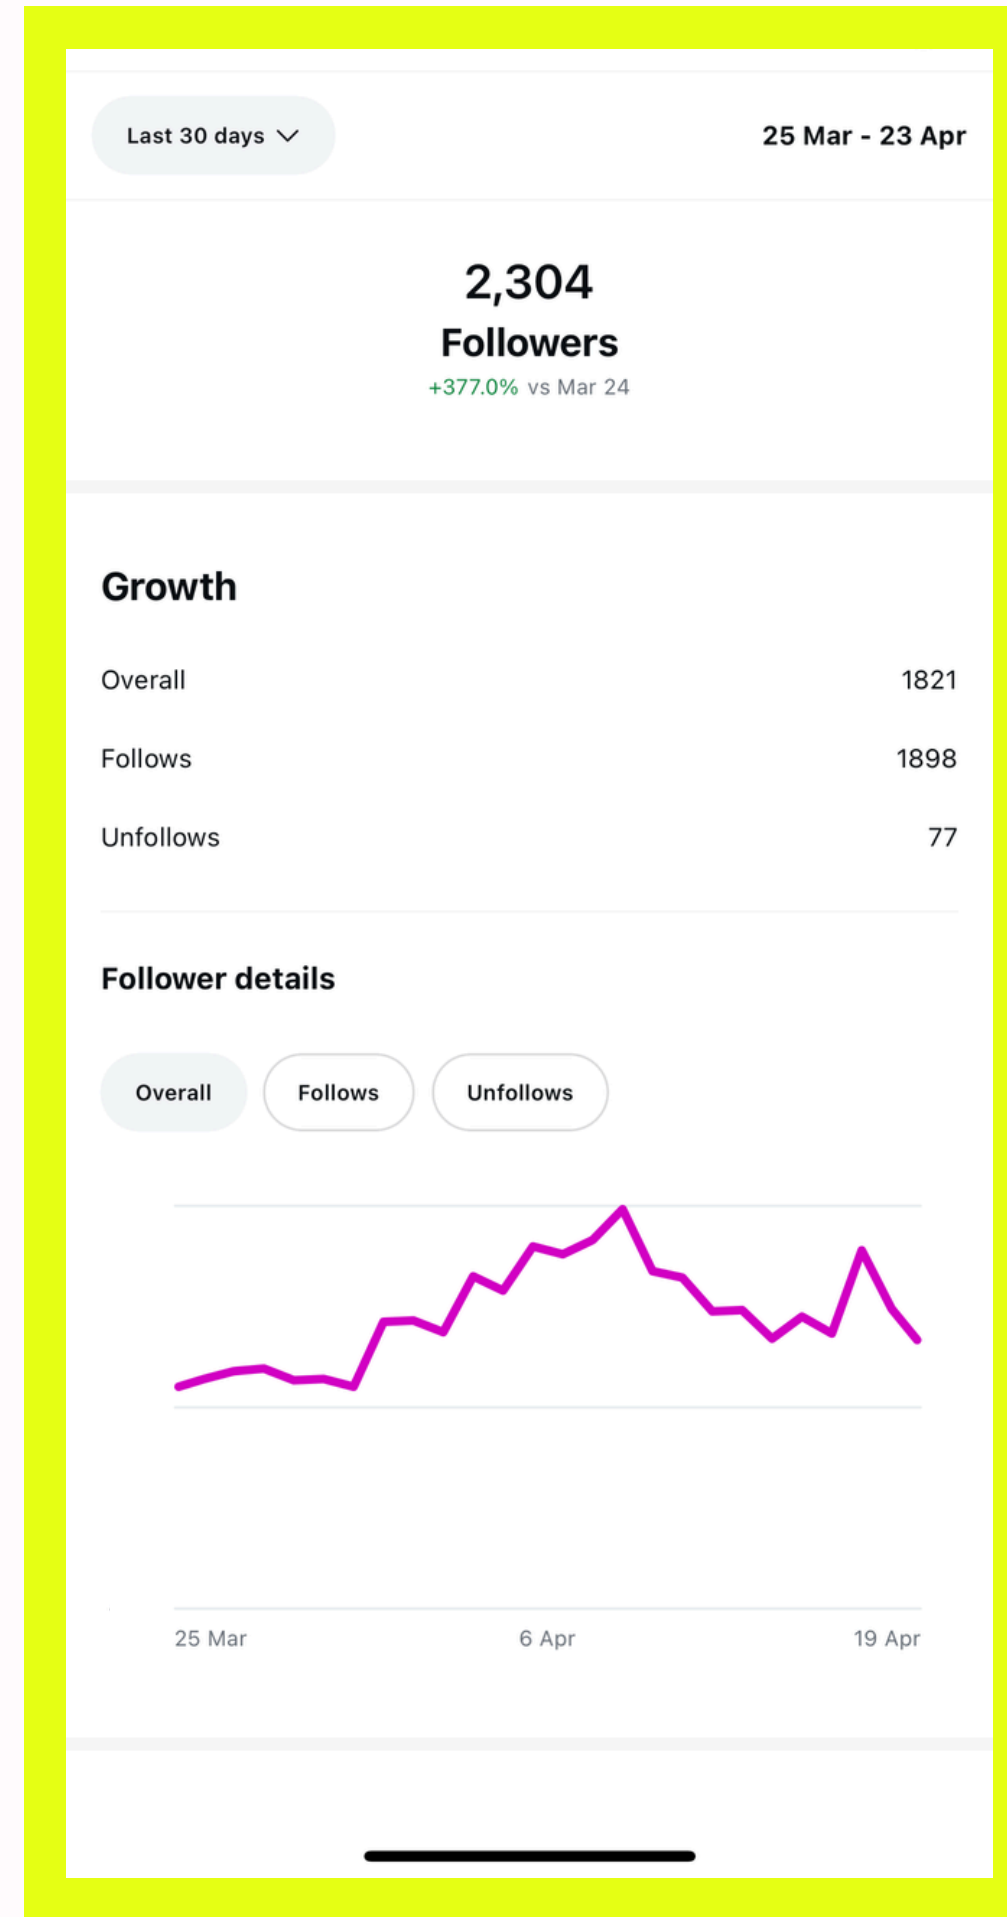 Last 30 days
25 Mar - 23 Apr
2,304
Followers
+377.0% vs Mar 24
Growth
Overall 1821
Follows 1898
Unfollows 77
Follower details
Overall Follows Unfollows
25 Mar 6 Apr 19 Apr